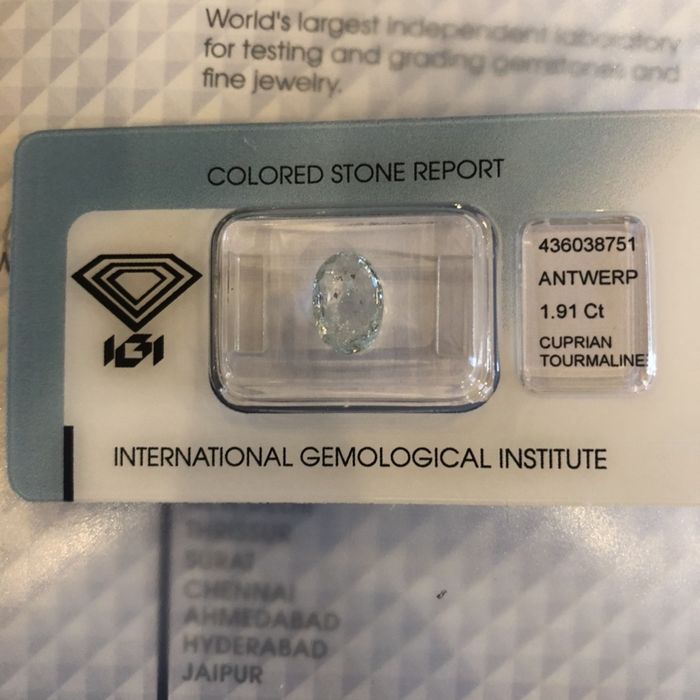 World's largest independent laboratory
for testing and grading gemstones and
fine jewelry.
COLORED STONE REPORT
IGI
436038751
ANTWERP
1.91 Ct
CUPRIAN
TOURMALINE
INTERNATIONAL GEMOLOGICAL INSTITUTE
THRISSUR
SURAT
CHENNAI
AHMEDABAD
HYDERABAD
JAIPUR